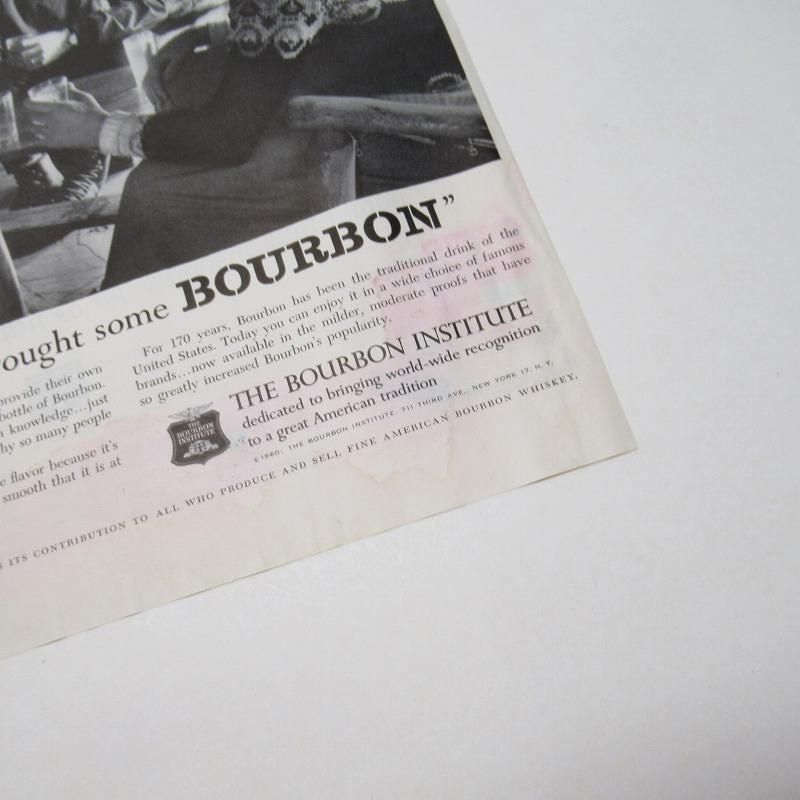 ought some BOURBON"
provide their own
bottle of Bourbon.
knowledge...just
why so many people
flavor because it's
smooth that it is at
For 170 years, Bourbon has been the traditional drink of the
United States. Today you can enjoy it in a wide choice of famous
brands...now available in the milder, moderate proofs that have
so greatly increased Bourbon's popularity.
THE BOURBON INSTITUTE
THE BOURBON INSTITUTE
dedicated to bringing world-wide recognition
to a great American tradition
©1960, THE BOURBON INSTITUTE, 711 THIRD AVE., NEW YORK 17, N.Y.
ITS CONTRIBUTION TO ALL WHO PRODUCE AND SELL FINE AMERICAN BOURBON WHISKEY.